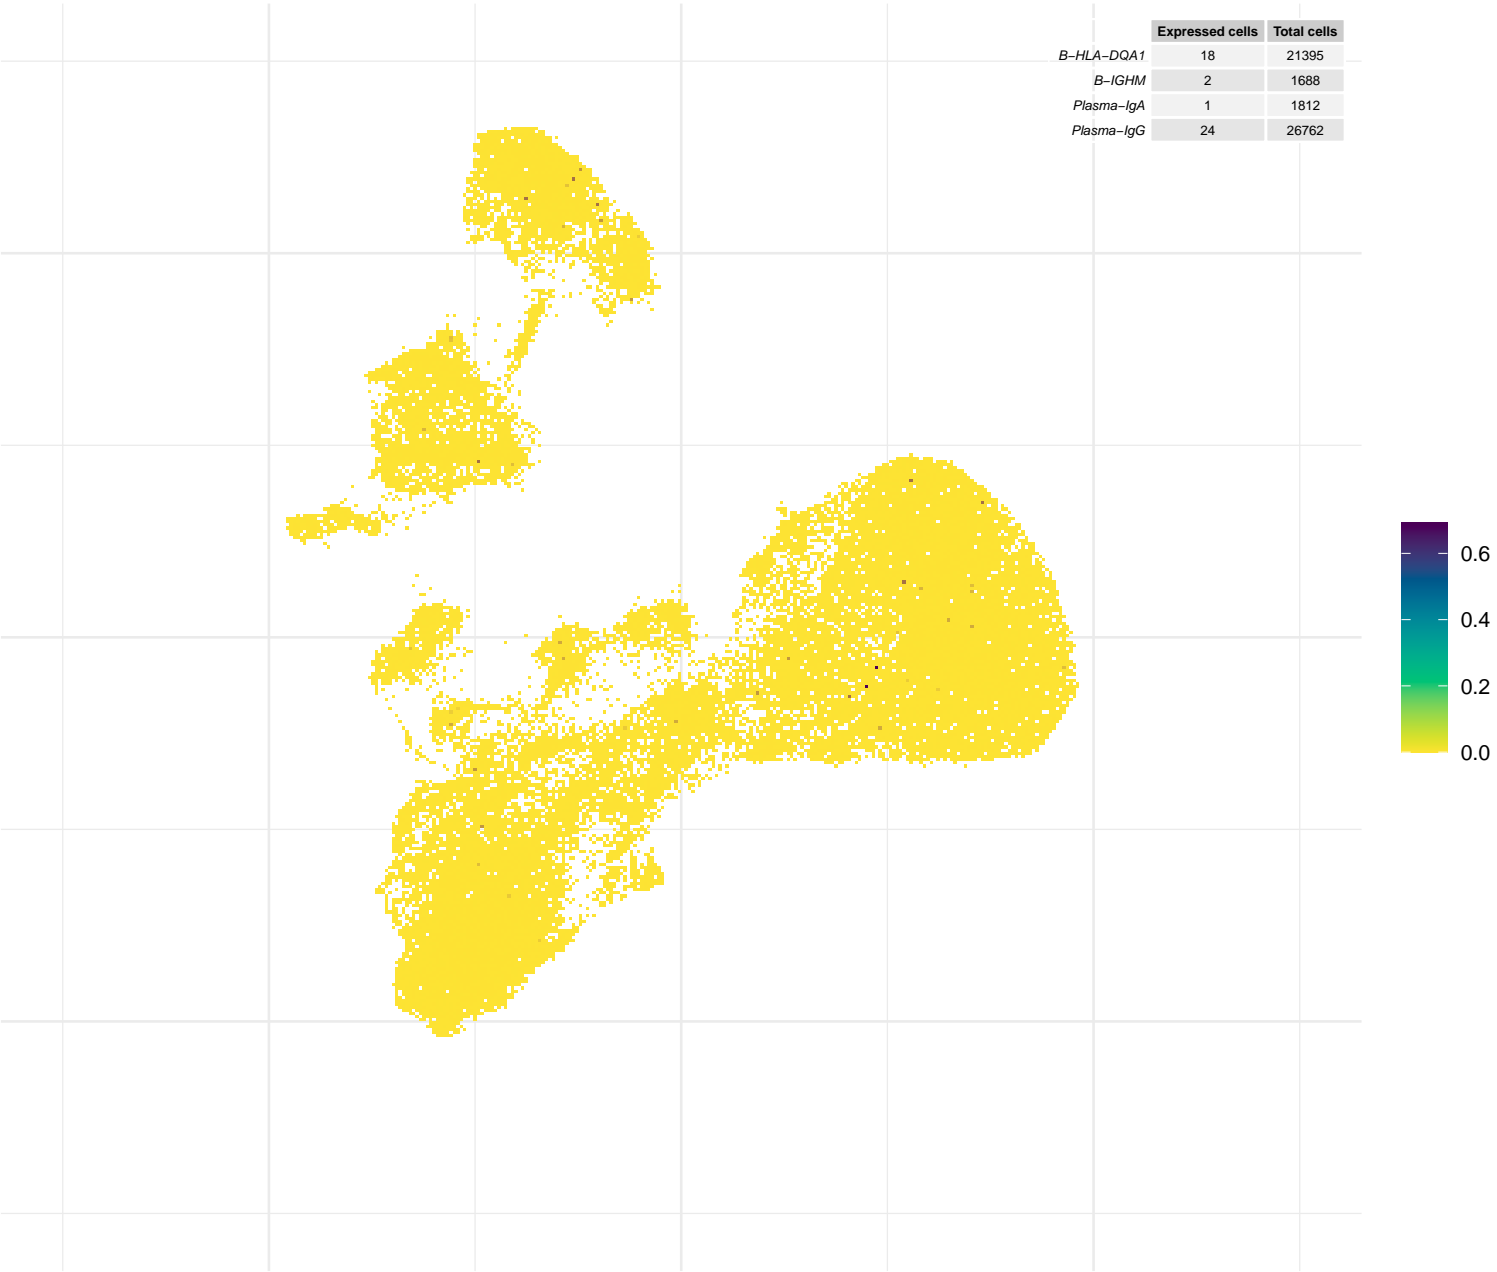 Expressed cells Total cells
B−HLA−DQA1 18 21395
B−IGHM 2 1688
Plasma−IgA 1 1812
Plasma−IgG 24 26762
0.6
0.4
0.2
0.0